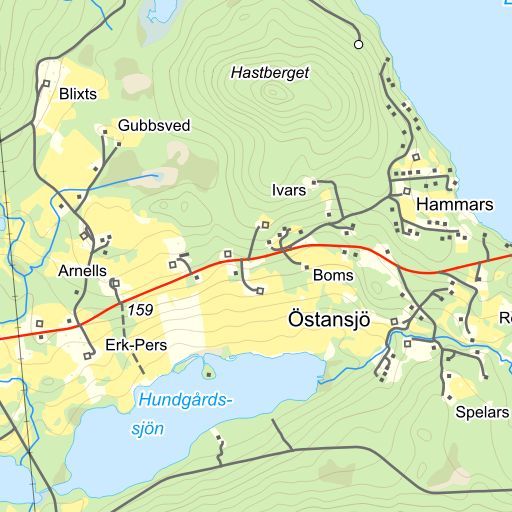 Hastberget
Blixts
Gubbsved
Ivars
Hammars
Arnells
Boms
159
Östansjö
Erk-Pers
Hundgårds-
sjön
Spelars